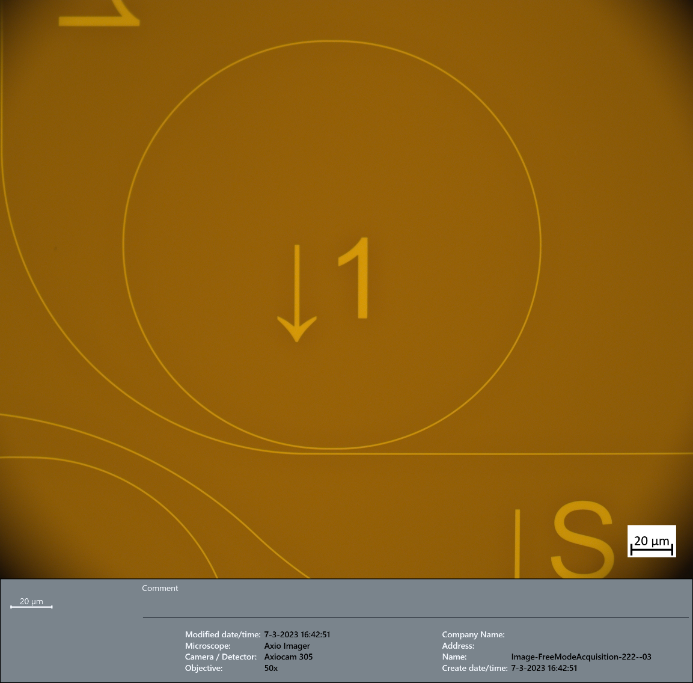 1
↓1
|S
20 µm
20 µm
Comment
Modified date/time: 7-3-2023 16:42:51
Microscope: Axio Imager
Camera / Detector: Axiocam 305
Objective: 50x
Company Name:
Address:
Name: Image-FreeModeAcquisition-222--03
Create date/time: 7-3-2023 16:42:51